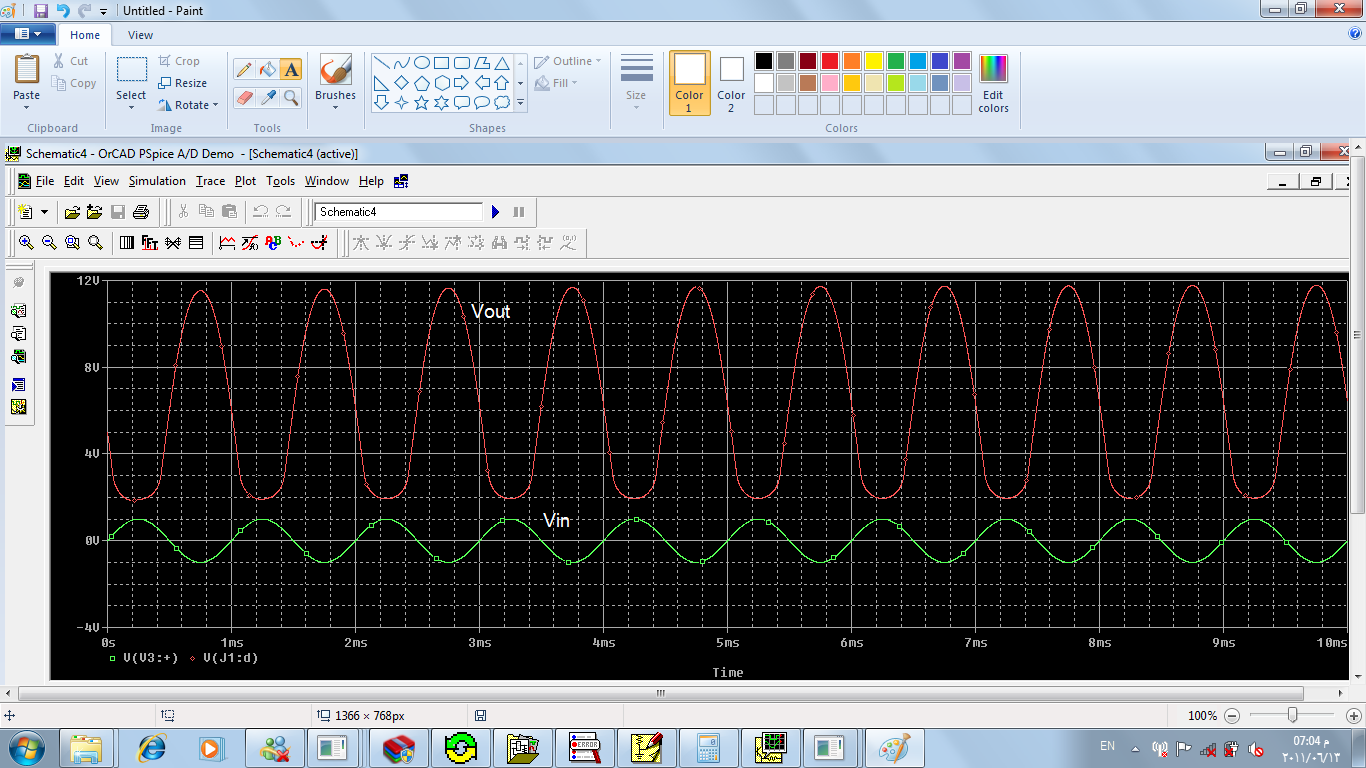 Untitled - Paint
Home View
Paste Cut Copy Select Crop Resize Rotate Brushes Outline Fill Size Color 1 Color 2 Edit colors
Clipboard Image Tools Shapes Colors
Schematic4 - OrCAD PSpice A/D Demo - [Schematic4 (active)]
File Edit View Simulation Trace Plot Tools Window Help
Schematic4
12V
Vout
8V
4V
Vin
0V
-4V
0s 1ms 2ms 3ms 4ms 5ms 6ms 7ms 8ms 9ms 10ms
V(V3:+) V(J1:d)
Time
1366 × 768px 100%
EN 07:04 م
٢٠١١/٠٦/١٣